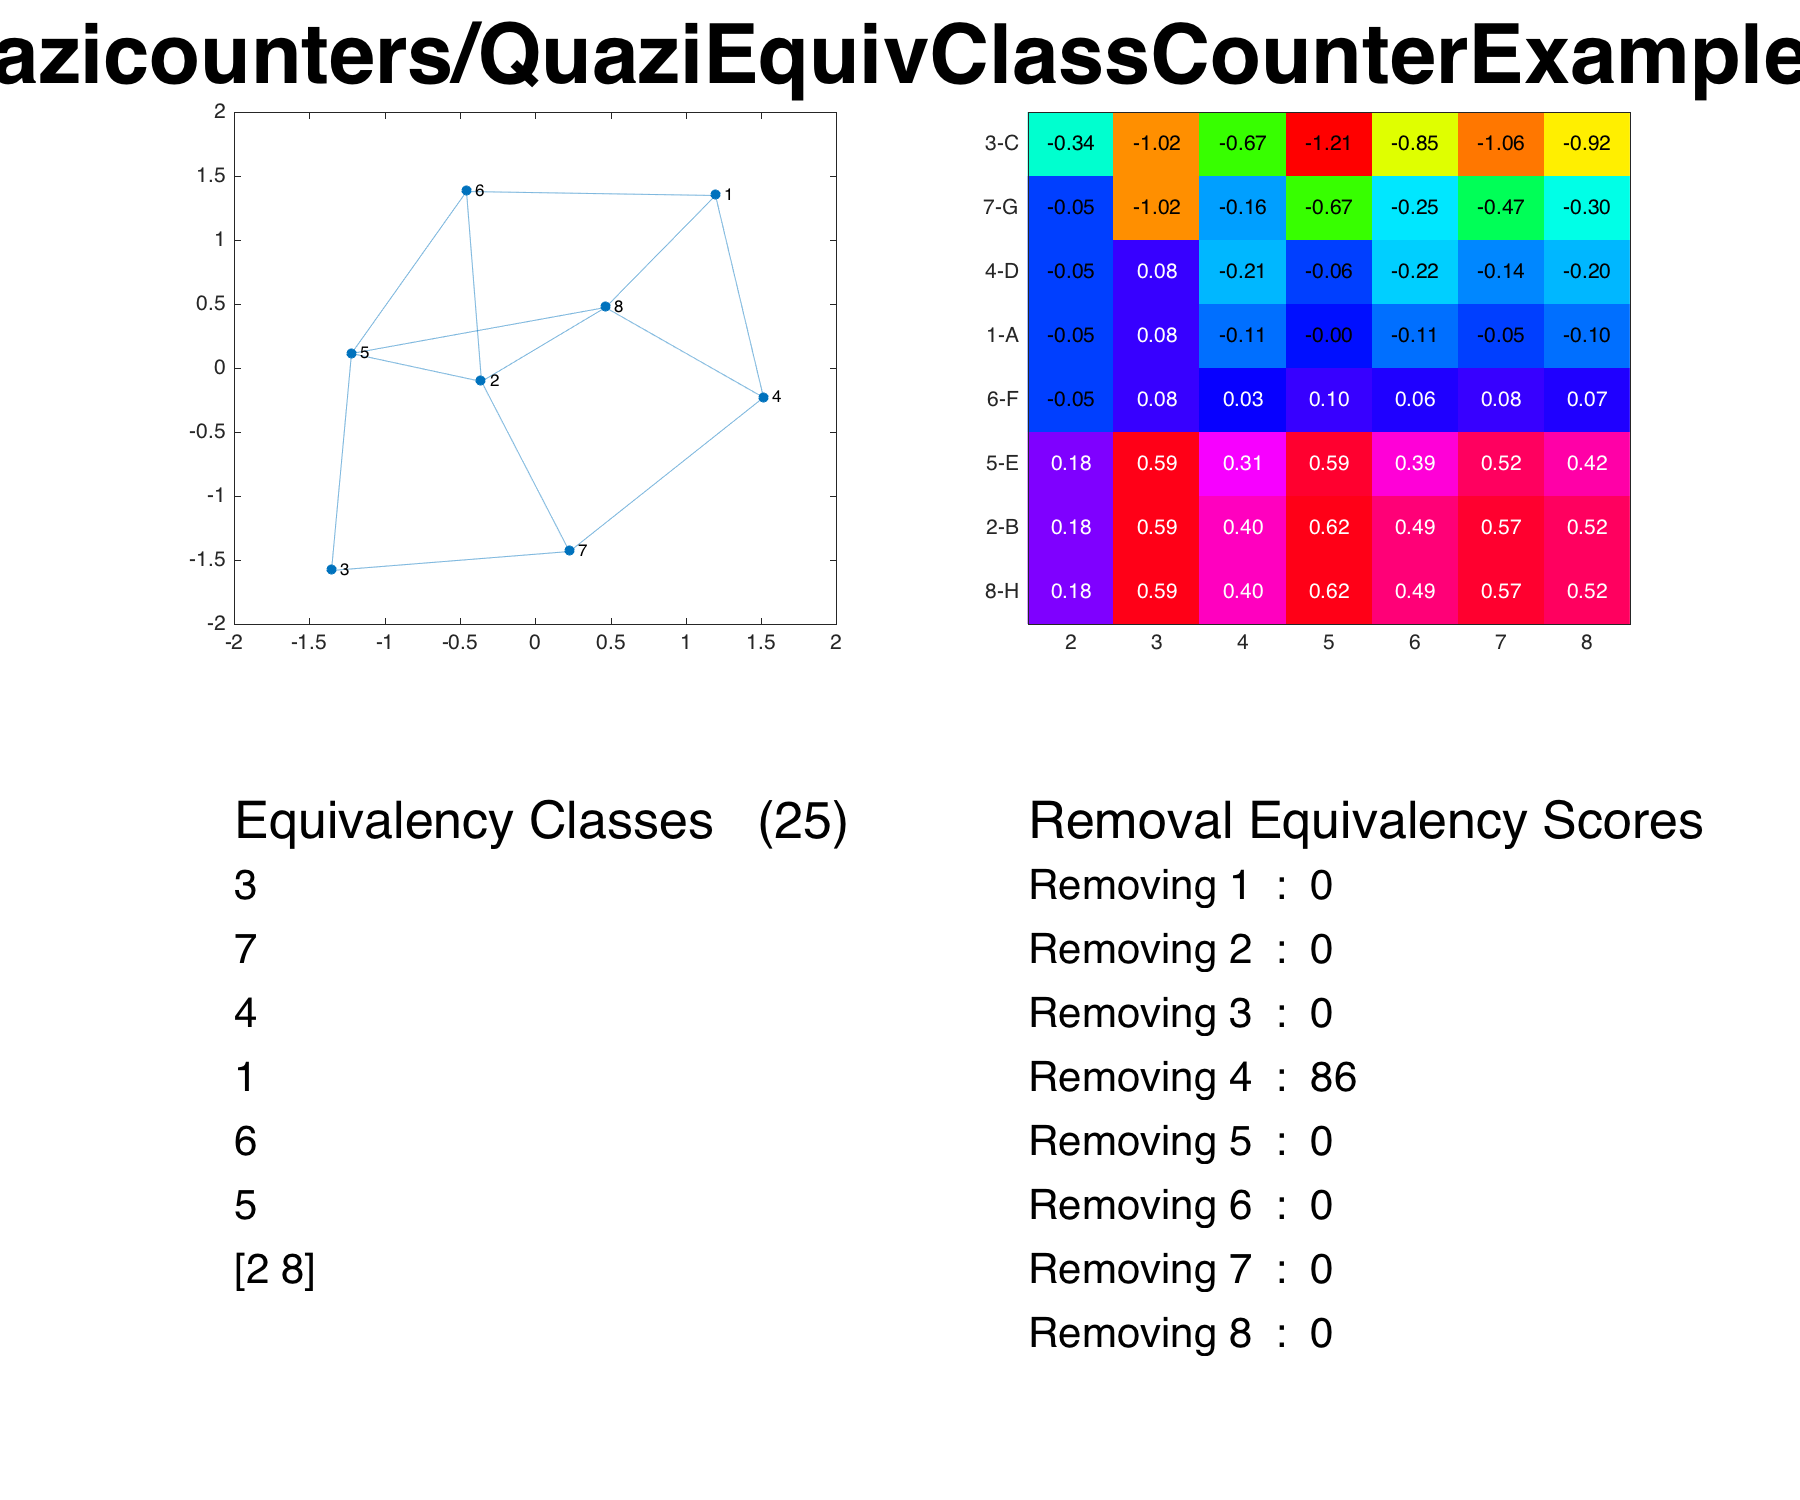 azicounters/QuaziEquivClassCounterExample
2
1.5
1
0.5
0
-0.5
-1
-1.5
-2
-2 -1.5 -1 -0.5 0 0.5 1 1.5 2
6
1
8
5
2
4
7
3
3-C -0.34 -1.02 -0.67 -1.21 -0.85 -1.06 -0.92
7-G -0.05 -1.02 -0.16 -0.67 -0.25 -0.47 -0.30
4-D -0.05 0.08 -0.21 -0.06 -0.22 -0.14 -0.20
1-A -0.05 0.08 -0.11 -0.00 -0.11 -0.05 -0.10
6-F -0.05 0.08 0.03 0.10 0.06 0.08 0.07
5-E 0.18 0.59 0.31 0.59 0.39 0.52 0.42
2-B 0.18 0.59 0.40 0.62 0.49 0.57 0.52
8-H 0.18 0.59 0.40 0.62 0.49 0.57 0.52
2 3 4 5 6 7 8
Equivalency Classes (25)
3
7
4
1
6
5
[2 8]
Removal Equivalency Scores
Removing 1 : 0
Removing 2 : 0
Removing 3 : 0
Removing 4 : 86
Removing 5 : 0
Removing 6 : 0
Removing 7 : 0
Removing 8 : 0